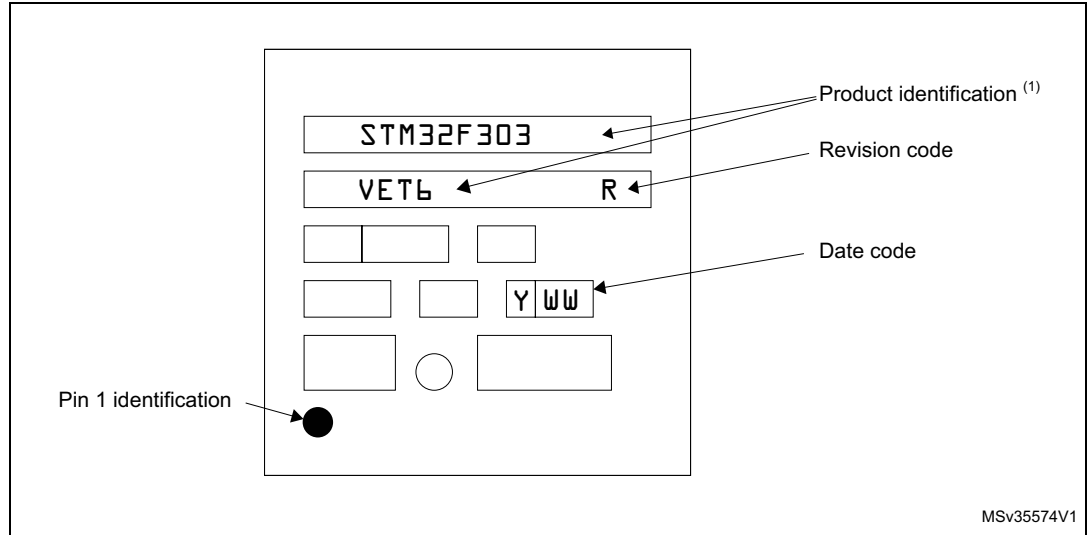 Product identification (1)
STM32F303
Revision code
VET6 R
Date code
Y WW
Pin 1 identification
MSv35574V1